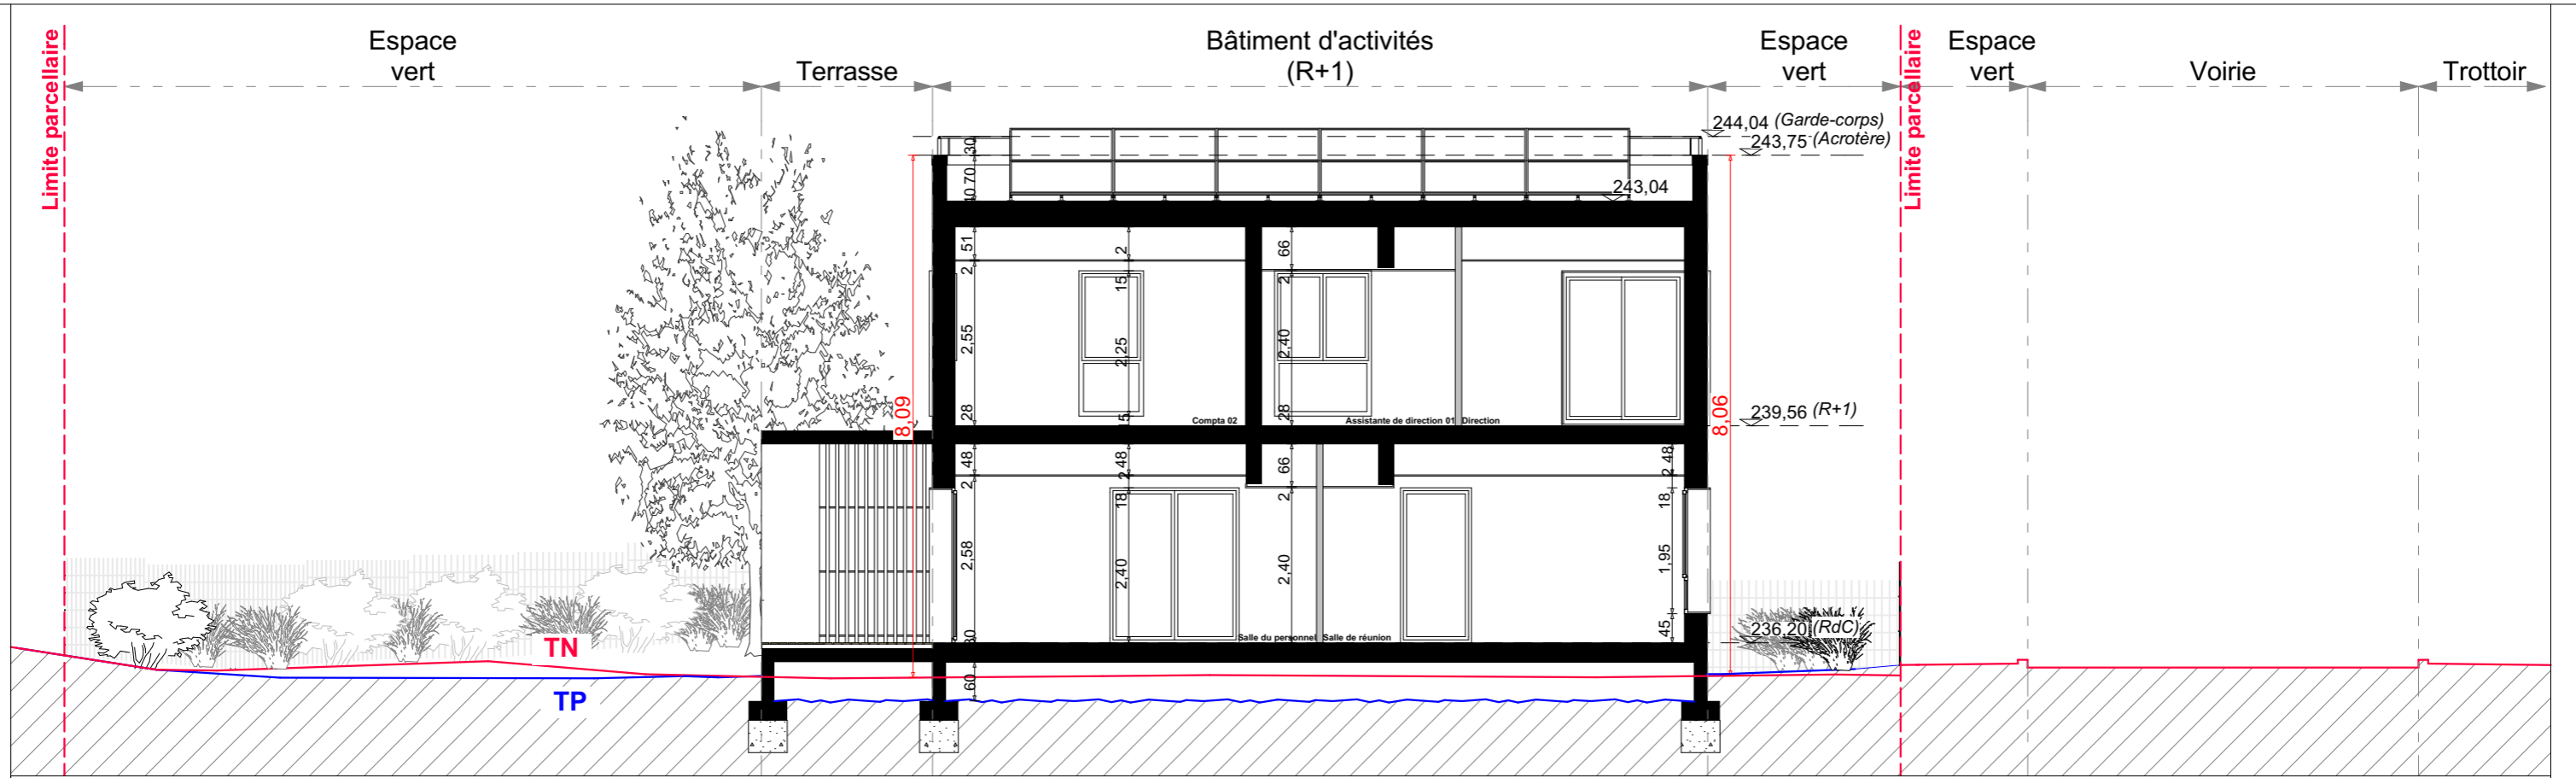 Limite parcellaire
Espace
vert
Terrasse
Bâtiment d'activités
(R+1)
Espace
vert
Limite parcellaire
Espace
vert
Voirie
Trottoir
244,04 (Garde-corps)
243,75 (Acrotère)
243,04
30
70
10
51
2
2
15
66
2
2,55
2,25
2,40
28
5
28
Compta 02
Assistante de direction 01
Direction
8,09
8,06
239,56 (R+1)
48
2
48
2
18
66
2
48
2
18
2,58
2,40
2,40
1,95
45
30
Salle du personnel
Salle de réunion
236,20 (RdC)
TN
TP
60